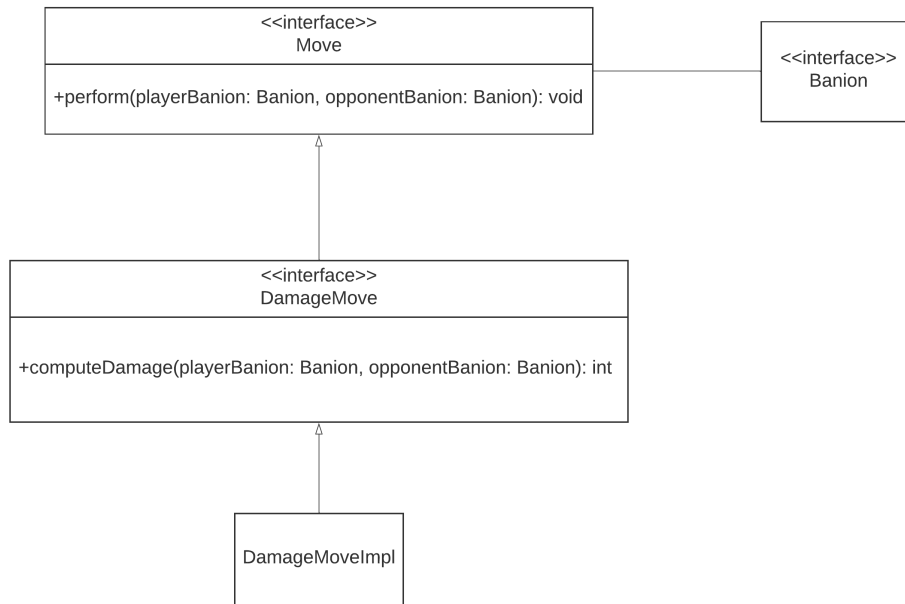 <<interface>>
Move
+perform(playerBanion: Banion, opponentBanion: Banion): void
<<interface>>
Banion
<<interface>>
DamageMove
+computeDamage(playerBanion: Banion, opponentBanion: Banion): int
DamageMoveImpl